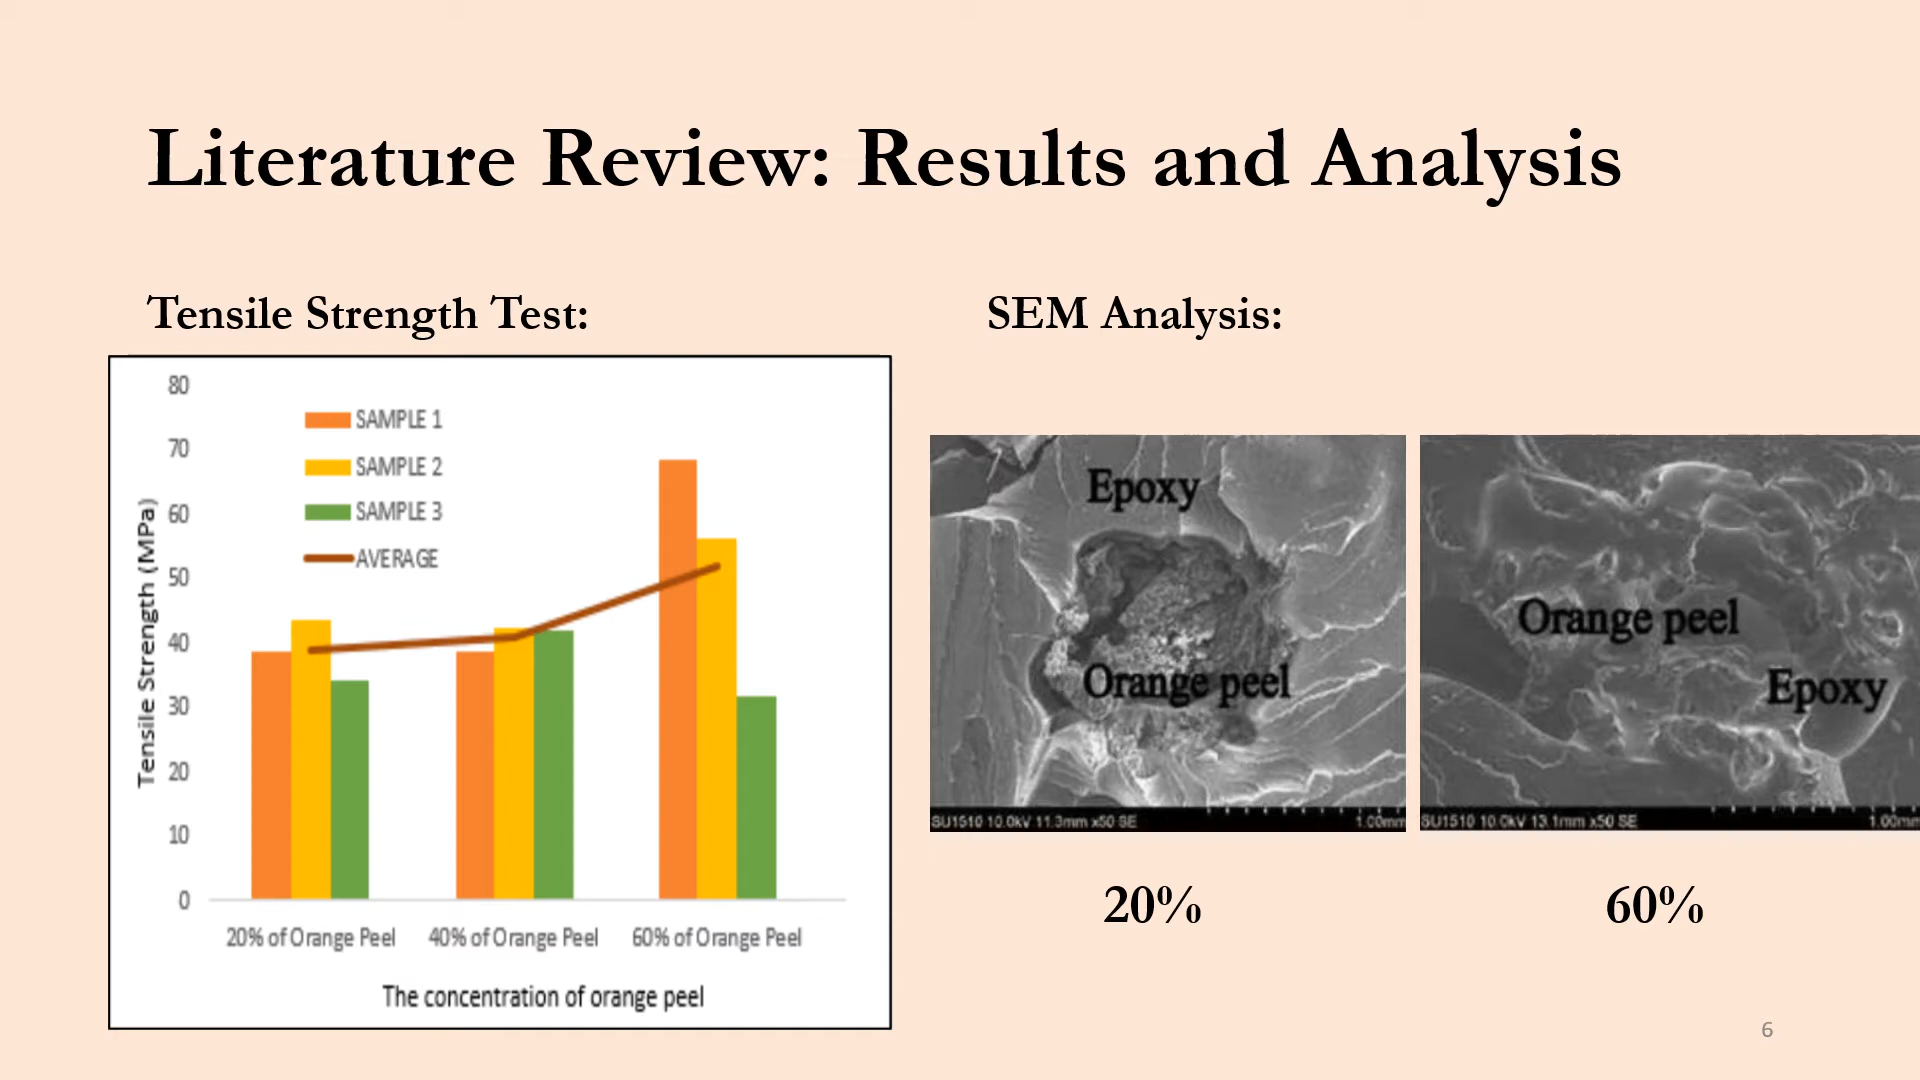 Literature Review: Results and Analysis
Tensile Strength Test:
SEM Analysis:
80
70
60
50
40
30
20
10
0
Tensile Strength (MPa)
SAMPLE 1
SAMPLE 2
SAMPLE 3
AVERAGE
20% of Orange Peel
40% of Orange Peel
60% of Orange Peel
The concentration of orange peel
Epoxy
Orange peel
SU1510 10.0kV 11.3mm x50 SE
1.00mm
Orange peel
Epoxy
SU1510 10.0kV 13.1mm x50 SE
1.00mm
20%
60%
6